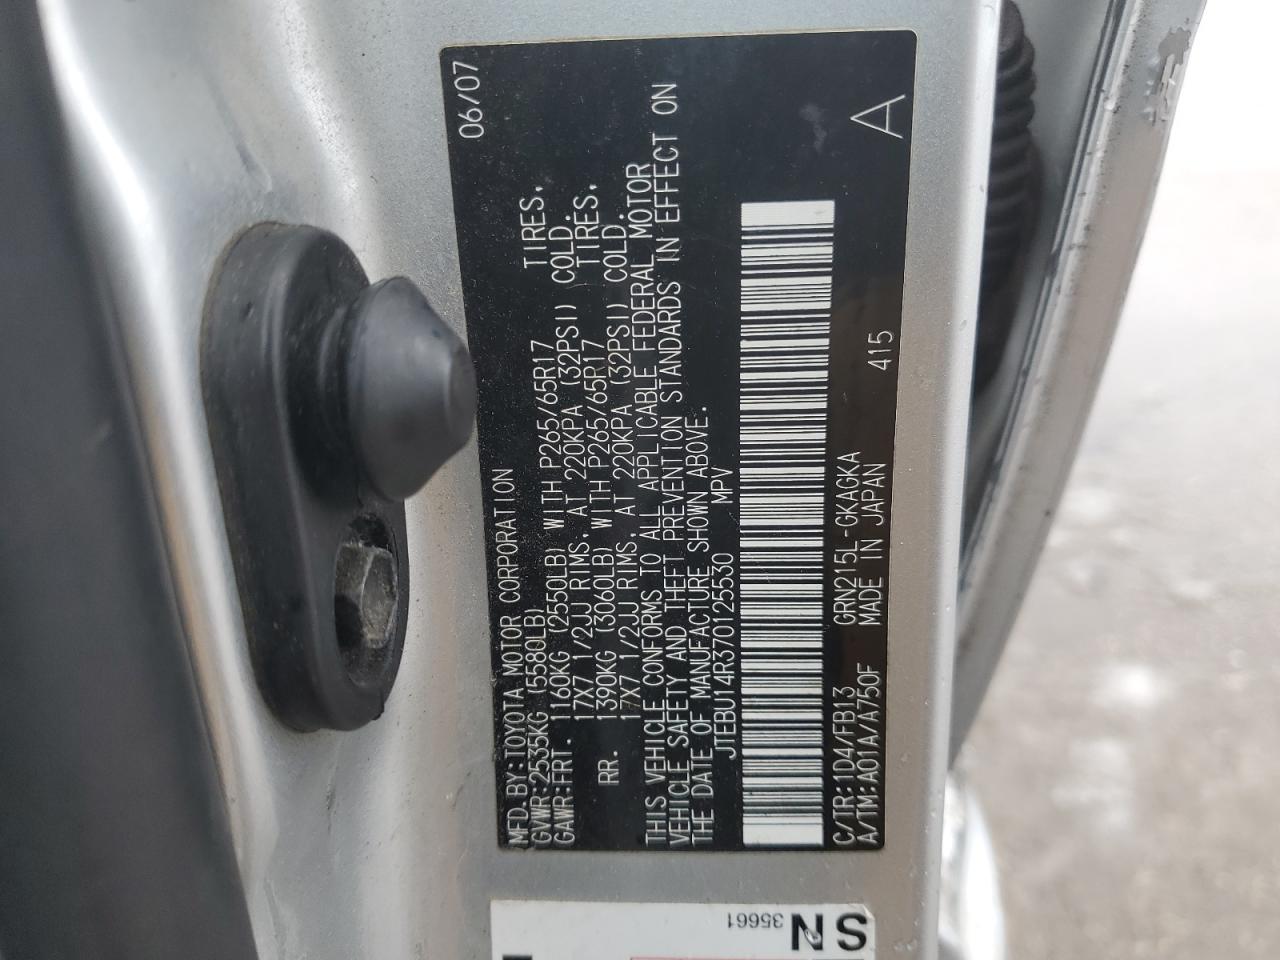 MFD. BY: TOYOTA MOTOR CORPORATION 06/07
GVWR: 2535KG (5580LB)
GAWR: FRT. 1160KG (2550LB) WITH P265/65R17 TIRES.
17X7 1/2JJ RIMS, AT 220KPA (32PSI) COLD.
RR. 1390KG (3060LB) WITH P265/65R17 TIRES.
17X7 1/2JJ RIMS, AT 220KPA (32PSI) COLD.
THIS VEHICLE CONFORMS TO ALL APPLICABLE FEDERAL MOTOR
VEHICLE SAFETY AND THEFT PREVENTION STANDARDS IN EFFECT ON
THE DATE OF MANUFACTURE SHOWN ABOVE.
JTEBU14R370125530 MPV
C/TR: 1D4/FB13 GRN215L-GKAGKA 415
A/TM: A01A/A750F MADE IN JAPAN
A
SN
35661